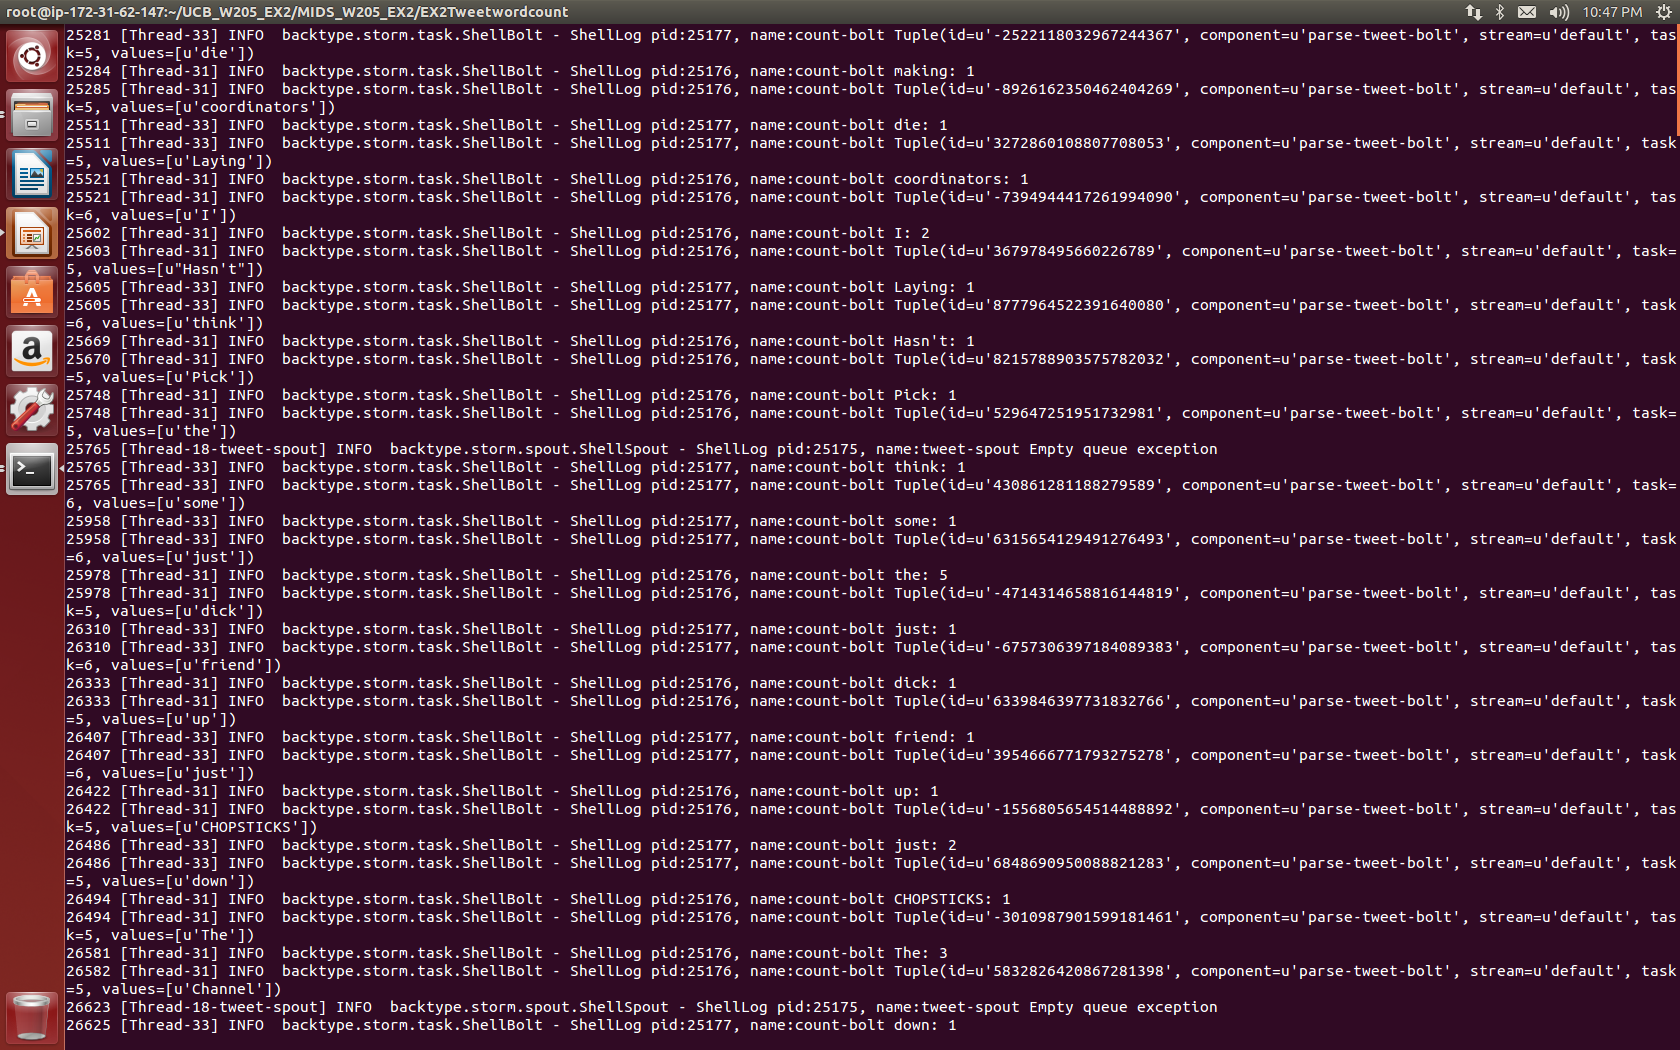 root@ip-172-31-62-147:~/UCB_W205_EX2/MIDS_W205_EX2/EX2Tweetwordcount
10:47 PM
25281 [Thread-33] INFO  backtype.storm.task.ShellBolt - ShellLog pid:25177, name:count-bolt Tuple(id=u'-2522118032967244367', component=u'parse-tweet-bolt', stream=u'default', tas
k=5, values=[u'die'])
25284 [Thread-31] INFO  backtype.storm.task.ShellBolt - ShellLog pid:25176, name:count-bolt making: 1
25285 [Thread-31] INFO  backtype.storm.task.ShellBolt - ShellLog pid:25176, name:count-bolt Tuple(id=u'-8926162350462404269', component=u'parse-tweet-bolt', stream=u'default', tas
k=5, values=[u'coordinators'])
25511 [Thread-33] INFO  backtype.storm.task.ShellBolt - ShellLog pid:25177, name:count-bolt die: 1
25511 [Thread-33] INFO  backtype.storm.task.ShellBolt - ShellLog pid:25177, name:count-bolt Tuple(id=u'3272860108807708053', component=u'parse-tweet-bolt', stream=u'default', task
=5, values=[u'Laying'])
25521 [Thread-31] INFO  backtype.storm.task.ShellBolt - ShellLog pid:25176, name:count-bolt coordinators: 1
25521 [Thread-31] INFO  backtype.storm.task.ShellBolt - ShellLog pid:25176, name:count-bolt Tuple(id=u'-7394944417261994090', component=u'parse-tweet-bolt', stream=u'default', tas
k=6, values=[u'I'])
25602 [Thread-31] INFO  backtype.storm.task.ShellBolt - ShellLog pid:25176, name:count-bolt I: 2
25603 [Thread-31] INFO  backtype.storm.task.ShellBolt - ShellLog pid:25176, name:count-bolt Tuple(id=u'367978495660226789', component=u'parse-tweet-bolt', stream=u'default', task=
5, values=[u"Hasn't"])
25605 [Thread-33] INFO  backtype.storm.task.ShellBolt - ShellLog pid:25177, name:count-bolt Laying: 1
25605 [Thread-33] INFO  backtype.storm.task.ShellBolt - ShellLog pid:25177, name:count-bolt Tuple(id=u'8777964522391640080', component=u'parse-tweet-bolt', stream=u'default', task
=6, values=[u'think'])
25669 [Thread-31] INFO  backtype.storm.task.ShellBolt - ShellLog pid:25176, name:count-bolt Hasn't: 1
25670 [Thread-31] INFO  backtype.storm.task.ShellBolt - ShellLog pid:25176, name:count-bolt Tuple(id=u'8215788903575782032', component=u'parse-tweet-bolt', stream=u'default', task
=5, values=[u'Pick'])
25748 [Thread-31] INFO  backtype.storm.task.ShellBolt - ShellLog pid:25176, name:count-bolt Pick: 1
25748 [Thread-31] INFO  backtype.storm.task.ShellBolt - ShellLog pid:25176, name:count-bolt Tuple(id=u'529647251951732981', component=u'parse-tweet-bolt', stream=u'default', task=
5, values=[u'the'])
25765 [Thread-18-tweet-spout] INFO  backtype.storm.spout.ShellSpout - ShellLog pid:25175, name:tweet-spout Empty queue exception
25765 [Thread-33] INFO  backtype.storm.task.ShellBolt - ShellLog pid:25177, name:count-bolt think: 1
25765 [Thread-33] INFO  backtype.storm.task.ShellBolt - ShellLog pid:25177, name:count-bolt Tuple(id=u'430861281188279589', component=u'parse-tweet-bolt', stream=u'default', task=
6, values=[u'some'])
25958 [Thread-33] INFO  backtype.storm.task.ShellBolt - ShellLog pid:25177, name:count-bolt some: 1
25958 [Thread-33] INFO  backtype.storm.task.ShellBolt - ShellLog pid:25177, name:count-bolt Tuple(id=u'6315654129491276493', component=u'parse-tweet-bolt', stream=u'default', task
=6, values=[u'just'])
25978 [Thread-31] INFO  backtype.storm.task.ShellBolt - ShellLog pid:25176, name:count-bolt the: 5
25978 [Thread-31] INFO  backtype.storm.task.ShellBolt - ShellLog pid:25176, name:count-bolt Tuple(id=u'-4714314658816144819', component=u'parse-tweet-bolt', stream=u'default', tas
k=5, values=[u'dick'])
26310 [Thread-33] INFO  backtype.storm.task.ShellBolt - ShellLog pid:25177, name:count-bolt just: 1
26310 [Thread-33] INFO  backtype.storm.task.ShellBolt - ShellLog pid:25177, name:count-bolt Tuple(id=u'-6757306397184089383', component=u'parse-tweet-bolt', stream=u'default', tas
k=6, values=[u'friend'])
26333 [Thread-31] INFO  backtype.storm.task.ShellBolt - ShellLog pid:25176, name:count-bolt dick: 1
26333 [Thread-31] INFO  backtype.storm.task.ShellBolt - ShellLog pid:25176, name:count-bolt Tuple(id=u'6339846397731832766', component=u'parse-tweet-bolt', stream=u'default', task
=5, values=[u'up'])
26407 [Thread-33] INFO  backtype.storm.task.ShellBolt - ShellLog pid:25177, name:count-bolt friend: 1
26407 [Thread-33] INFO  backtype.storm.task.ShellBolt - ShellLog pid:25177, name:count-bolt Tuple(id=u'3954666771793275278', component=u'parse-tweet-bolt', stream=u'default', task
=6, values=[u'just'])
26422 [Thread-31] INFO  backtype.storm.task.ShellBolt - ShellLog pid:25176, name:count-bolt up: 1
26422 [Thread-31] INFO  backtype.storm.task.ShellBolt - ShellLog pid:25176, name:count-bolt Tuple(id=u'-1556805654514488892', component=u'parse-tweet-bolt', stream=u'default', tas
k=5, values=[u'CHOPSTICKS'])
26486 [Thread-33] INFO  backtype.storm.task.ShellBolt - ShellLog pid:25177, name:count-bolt just: 2
26486 [Thread-33] INFO  backtype.storm.task.ShellBolt - ShellLog pid:25177, name:count-bolt Tuple(id=u'6848690950088821283', component=u'parse-tweet-bolt', stream=u'default', task
=5, values=[u'down'])
26494 [Thread-31] INFO  backtype.storm.task.ShellBolt - ShellLog pid:25176, name:count-bolt CHOPSTICKS: 1
26494 [Thread-31] INFO  backtype.storm.task.ShellBolt - ShellLog pid:25176, name:count-bolt Tuple(id=u'-3010987901599181461', component=u'parse-tweet-bolt', stream=u'default', tas
k=5, values=[u'The'])
26581 [Thread-31] INFO  backtype.storm.task.ShellBolt - ShellLog pid:25176, name:count-bolt The: 3
26582 [Thread-31] INFO  backtype.storm.task.ShellBolt - ShellLog pid:25176, name:count-bolt Tuple(id=u'5832826420867281398', component=u'parse-tweet-bolt', stream=u'default', task
=5, values=[u'Channel'])
26623 [Thread-18-tweet-spout] INFO  backtype.storm.spout.ShellSpout - ShellLog pid:25175, name:tweet-spout Empty queue exception
26625 [Thread-33] INFO  backtype.storm.task.ShellBolt - ShellLog pid:25177, name:count-bolt down: 1